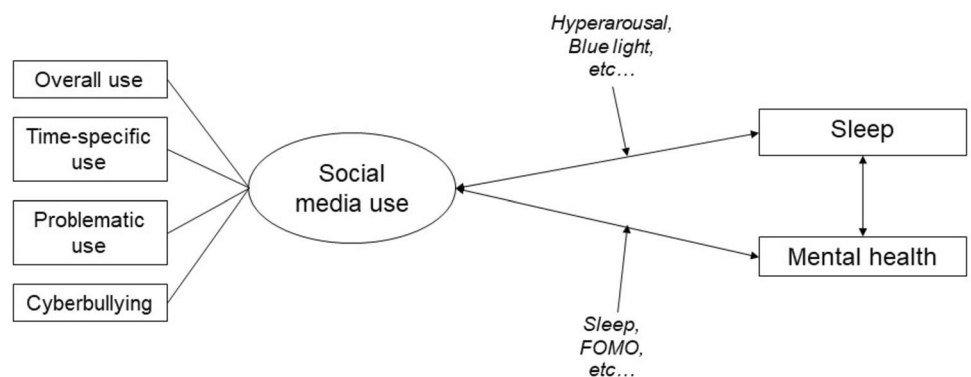 Hyperarousal,
Blue light,
etc…
Overall use
Time-specific
use
Problematic
use
Cyberbullying
Social
media use
Sleep
Mental health
Sleep,
FOMO,
etc…